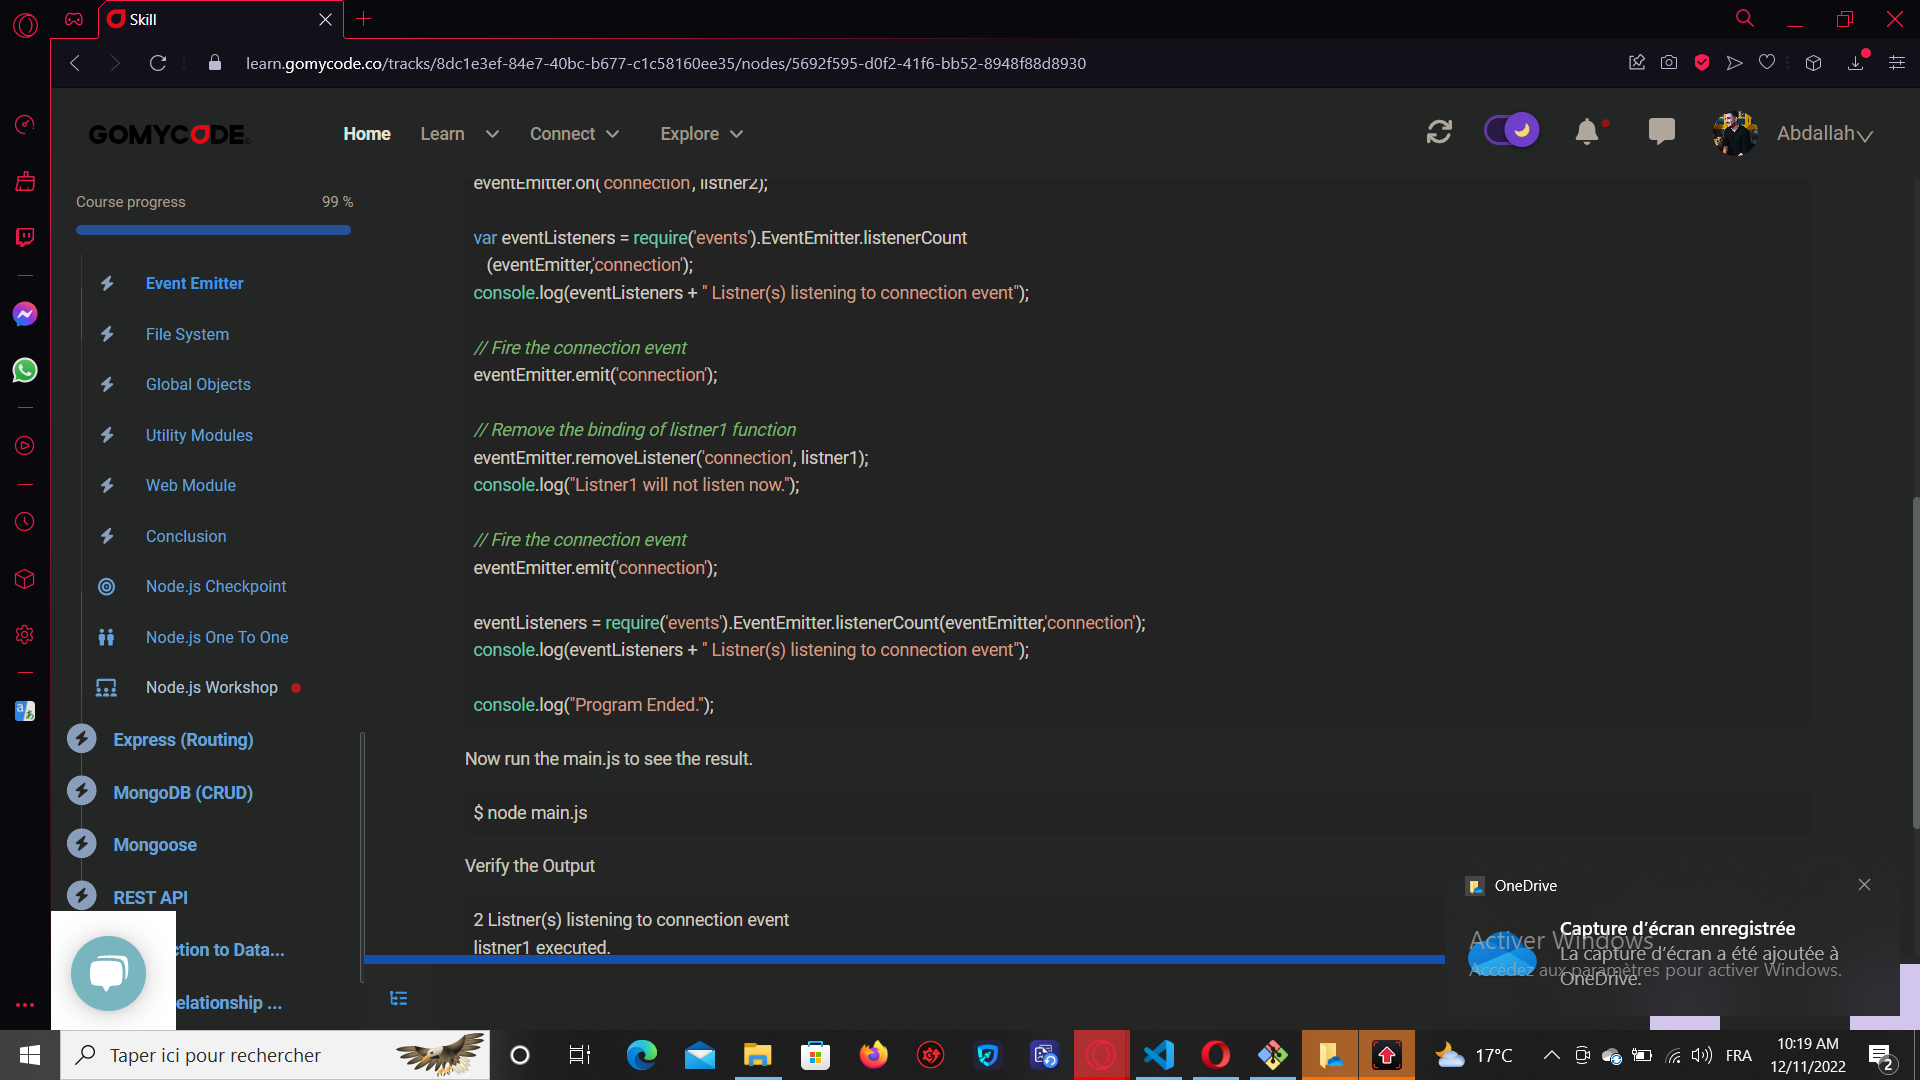 Skill
learn.gomycode.co/tracks/8dc1e3ef-84e7-40bc-b677-c1c58160ee35/nodes/5692f595-d0f2-41f6-bb52-8948f88d8930
GOMYCODE
Home
Learn
Connect
Explore
Abdallah
Course progress
99 %
Event Emitter
File System
Global Objects
Utility Modules
Web Module
Conclusion
Node.js Checkpoint
Node.js One To One
Node.js Workshop
Express (Routing)
MongoDB (CRUD)
Mongoose
REST API
ction to Data...
elationship ...
eventEmitter.on('connection', listner2);
var eventListeners = require('events').EventEmitter.listenerCount
(eventEmitter,'connection');
console.log(eventListeners + " Listner(s) listening to connection event");
// Fire the connection event
eventEmitter.emit('connection');
// Remove the binding of listner1 function
eventEmitter.removeListener('connection', listner1);
console.log("Listner1 will not listen now.");
// Fire the connection event
eventEmitter.emit('connection');
eventListeners = require('events').EventEmitter.listenerCount(eventEmitter,'connection');
console.log(eventListeners + " Listner(s) listening to connection event");
console.log("Program Ended.");
Now run the main.js to see the result.
$ node main.js
Verify the Output
2 Listner(s) listening to connection event
listner1 executed.
OneDrive
Capture d'écran enregistrée
La capture d'écran a été ajoutée à
OneDrive.
Activer Windows
Accédez aux paramètres pour activer Windows.
Taper ici pour rechercher
17°C
FRA
10:19 AM
12/11/2022
2